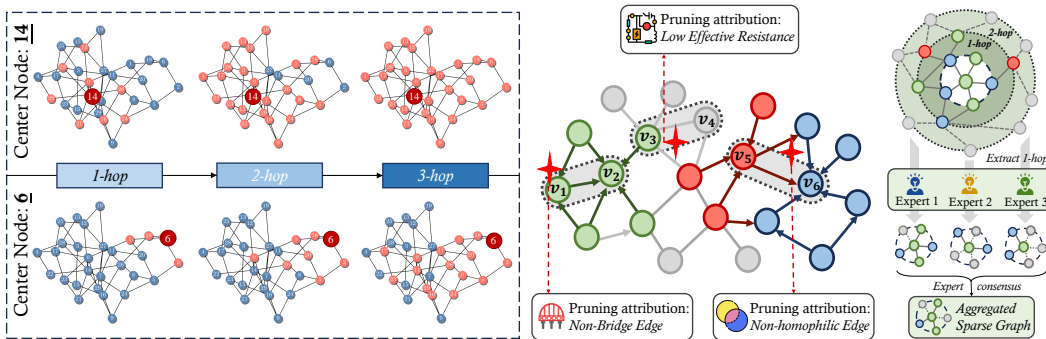 Center Node: 14
14
14
14
1-hop
2-hop
3-hop
Center Node: 6
6
6
6
Pruning attribution:
Low Effective Resistance
v1
v2
v3
v4
v5
v6
Pruning attribution:
Non-Bridge Edge
Pruning attribution:
Non-homophilic Edge
2-hop
1-hop
Extract 1-hop
Expert 1
Expert 2
Expert 3
Expert consensus
Aggregated
Sparse Graph